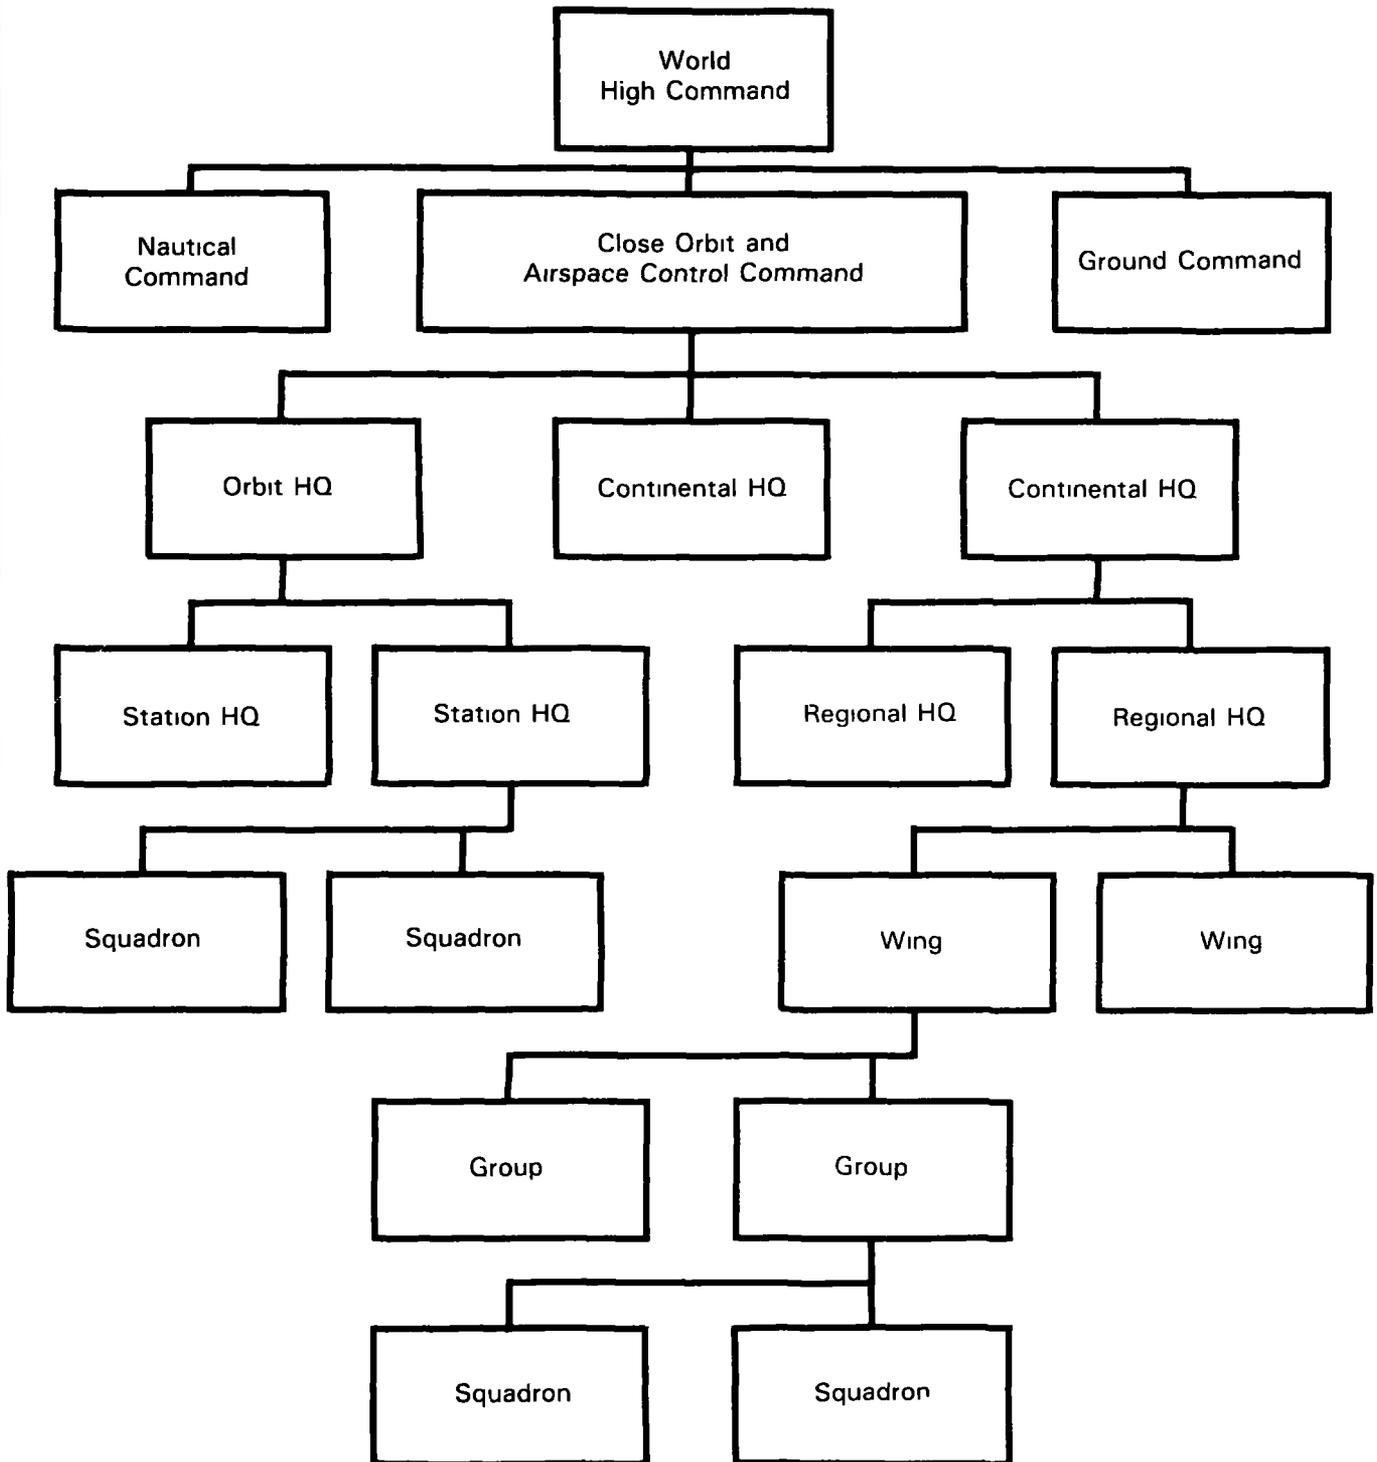 World
High Command
Nautical
Command
Close Orbit and
Airspace Control Command
Ground Command
Orbit HQ
Continental HQ
Continental HQ
Station HQ
Station HQ
Regional HQ
Regional HQ
Squadron
Squadron
Wing
Wing
Group
Group
Squadron
Squadron